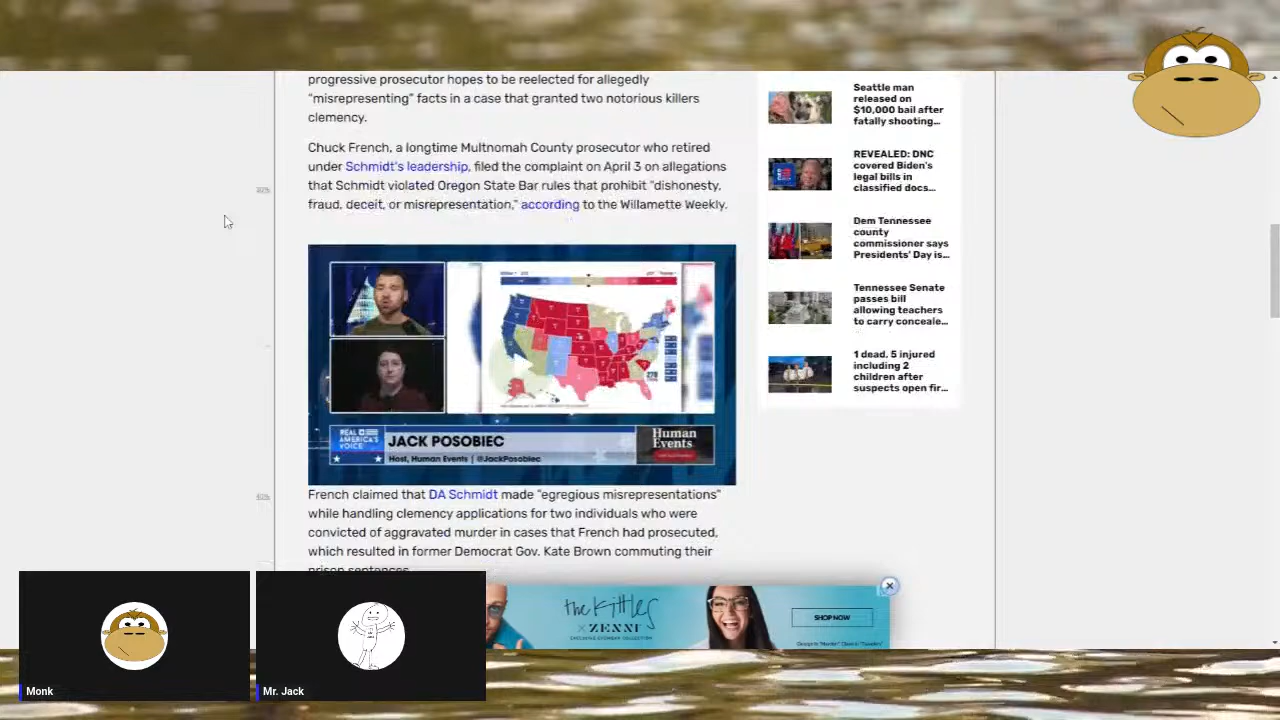 progressive prosecutor hopes to be reelected for allegedly
"misrepresenting" facts in a case that granted two notorious killers
clemency.
Chuck French, a longtime Multnomah County prosecutor who retired
under Schmidt's leadership, filed the complaint on April 3 on allegations
that Schmidt violated Oregon State Bar rules that prohibit "dishonesty,
fraud, deceit, or misrepresentation," according to the Willamette Weekly.
REAL
AMERICA'S
VOICE
JACK POSOBIEC
Host, Human Events | @JackPosobiec
Human
Events
French claimed that DA Schmidt made "egregious misrepresentations"
while handling clemency applications for two individuals who were
convicted of aggravated murder in cases that French had prosecuted,
which resulted in former Democrat Gov. Kate Brown commuting their
prison sentences
Seattle man
released on
$10,000 bail after
fatally shooting...
REVEALED: DNC
covered Biden's
legal bills in
classified docs...
Dem Tennessee
county
commissioner says
Presidents' Day is...
Tennessee Senate
passes bill
allowing teachers
to carry conceale...
1 dead, 5 injured
including 2
children after
suspects open fir...
the Kittles
x ZENNI
SHOP NOW
Monk
Mr. Jack